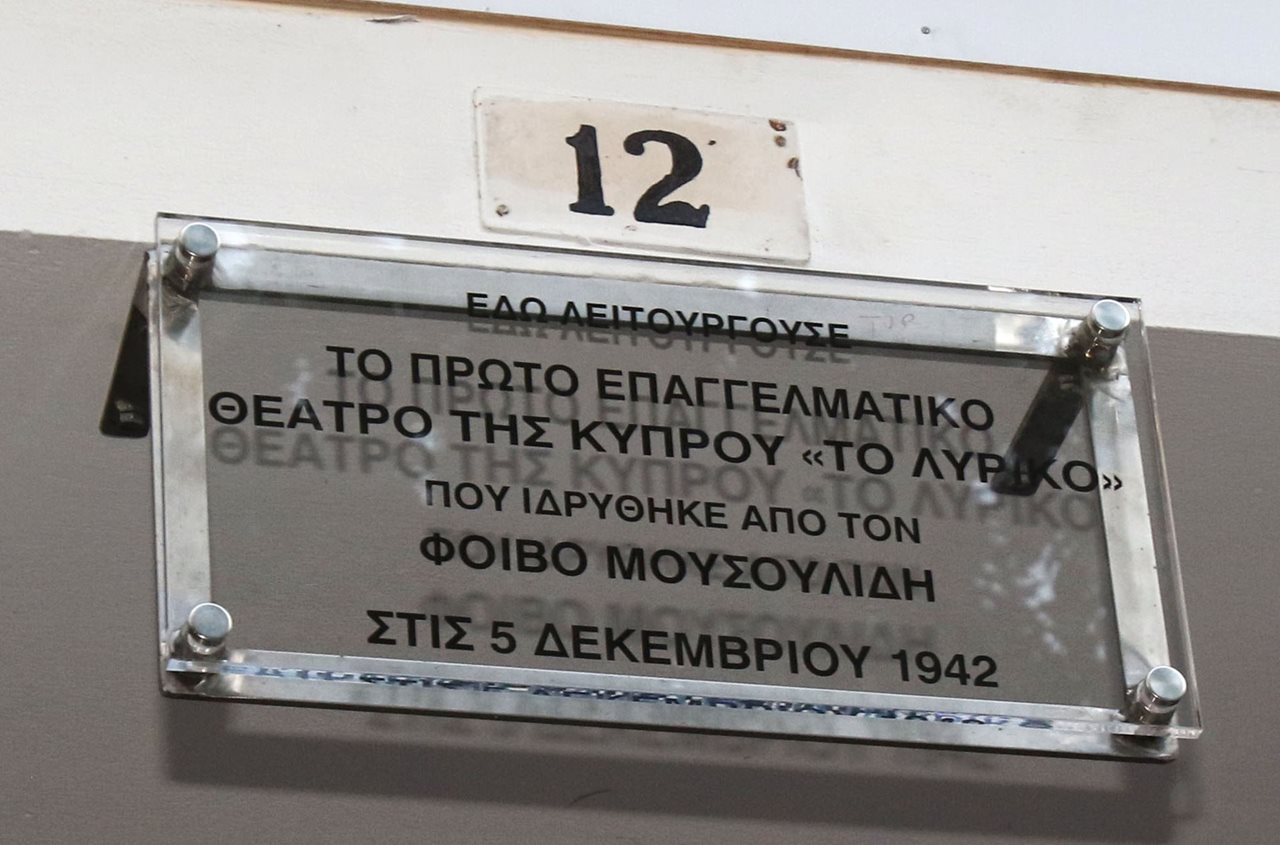 12
ΕΔΩ ΛΕΙΤΟΥΡΓΟΥΣΕ
ΤΟ ΠΡΩΤΟ ΕΠΑΓΓΕΛΜΑΤΙΚΟ
ΘΕΑΤΡΟ ΤΗΣ ΚΥΠΡΟΥ «ΤΟ ΛΥΡΙΚΟ»
ΠΟΥ ΙΔΡΥΘΗΚΕ ΑΠΟ ΤΟΝ
ΦΟΙΒΟ ΜΟΥΣΟΥΛΙΔΗ
ΣΤΙΣ 5 ΔΕΚΕΜΒΡΙΟΥ 1942